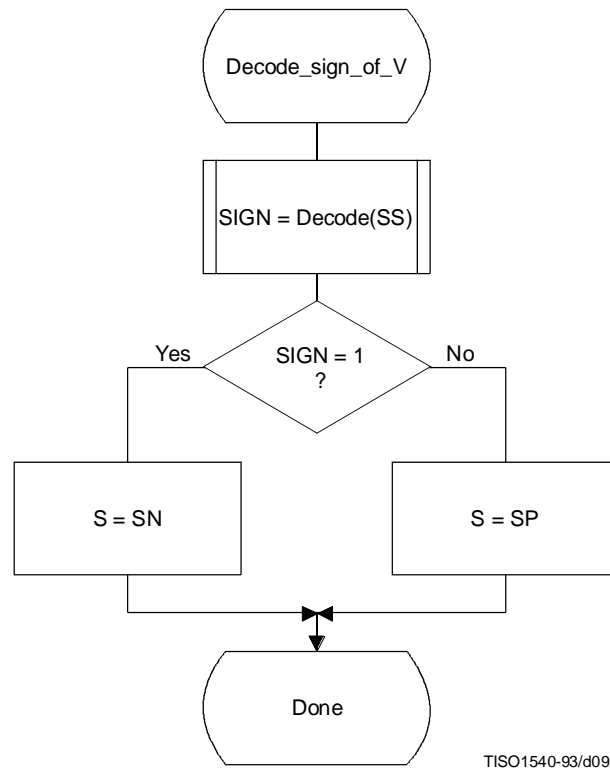 Decode_sign_of_V
SIGN = Decode(SS)
SIGN = 1
?
Yes
No
S = SN
S = SP
Done
TISO1540-93/d09